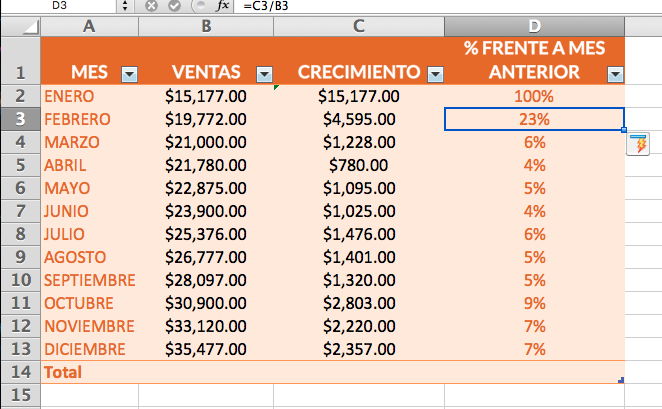 D3 fx =C3/B3
A B C D
1 MES VENTAS CRECIMIENTO % FRENTE A MES ANTERIOR
2 ENERO $15,177.00 $15,177.00 100%
3 FEBRERO $19,772.00 $4,595.00 23%
4 MARZO $21,000.00 $1,228.00 6%
5 ABRIL $21,780.00 $780.00 4%
6 MAYO $22,875.00 $1,095.00 5%
7 JUNIO $23,900.00 $1,025.00 4%
8 JULIO $25,376.00 $1,476.00 6%
9 AGOSTO $26,777.00 $1,401.00 5%
10 SEPTIEMBRE $28,097.00 $1,320.00 5%
11 OCTUBRE $30,900.00 $2,803.00 9%
12 NOVIEMBRE $33,120.00 $2,220.00 7%
13 DICIEMBRE $35,477.00 $2,357.00 7%
14 Total
15